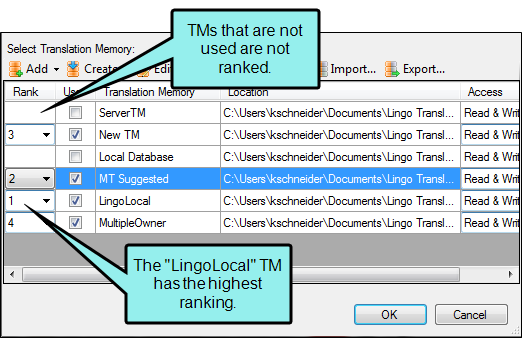 TMs that are not
used are not
ranked.
Select Translation Memory:
Add Create Import... Export...
Rank Translation Memory Location Access
ServerTM C:\Users\kschneider\Documents\Lingo Transl... Read & Writ
3 New TM C:\Users\kschneider\Documents\Lingo Transl... Read & Writ
Local Database C:\Users\kschneider\Documents\Lingo Transl... Read & Writ
2 MT Suggested C:\Users\kschneider\Documents\Lingo Transl... Read & Writ
1 LingoLocal C:\Users\kschneider\Documents\Lingo Transl... Read & Writ
4 MultipleOwner C:\Users\kschneider\Documents\Lingo Transl... Read & Writ
The "LingoLocal" TM
has the highest
ranking.
OK Cancel